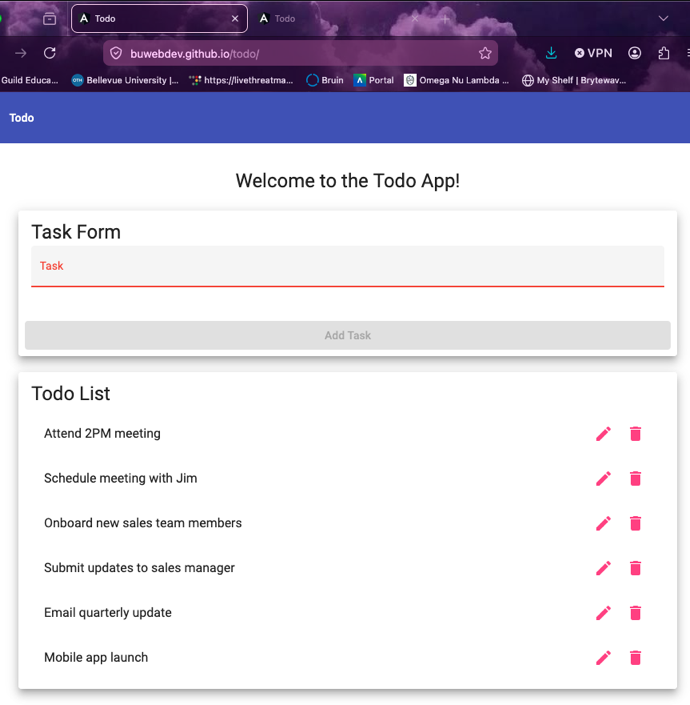 Todo
Todo
buwebdev.github.io/todo/
VPN
Guild Educa...
OTH
Bellevue University |...
https://livethreatma...
Bruin
Portal
Omega Nu Lambda ...
My Shelf | Brytewav...
Todo
Welcome to the Todo App!
Task Form
Task
Add Task
Todo List
Attend 2PM meeting
Schedule meeting with Jim
Onboard new sales team members
Submit updates to sales manager
Email quarterly update
Mobile app launch